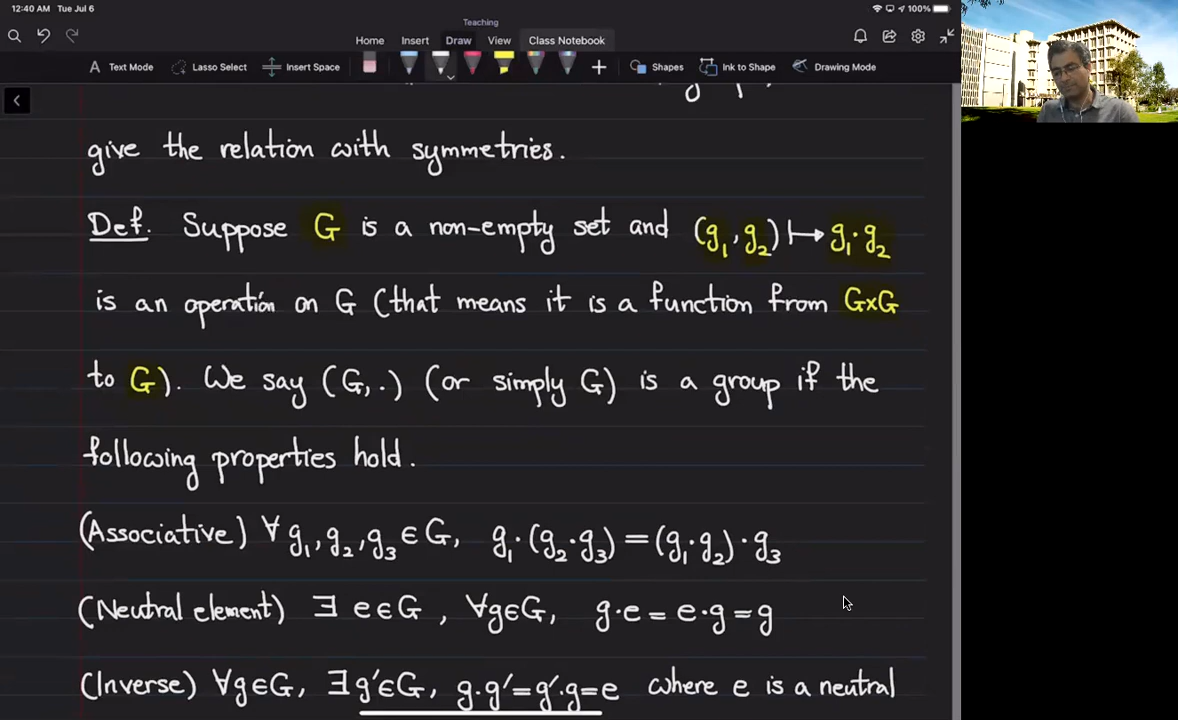 12:40 AM Tue Jul 6
100%
Teaching
Home Insert Draw View Class Notebook
Text Mode Lasso Select Insert Space Shapes Ink to Shape Drawing Mode
give the relation with symmetries.
Def. Suppose G is a non-empty set and (g₁,g₂)↦g₁·g₂
is an operation on G (that means it is a function from G×G
to G). We say (G,.) (or simply G) is a group if the
following properties hold.
(Associative) ∀ g₁,g₂,g₃∈G, g₁·(g₂·g₃)=(g₁·g₂)·g₃
(Neutral element) ∃ e∈G, ∀g∈G, g·e=e·g=g
(Inverse) ∀g∈G, ∃g'∈G, g·g'=g'·g=e where e is a neutral